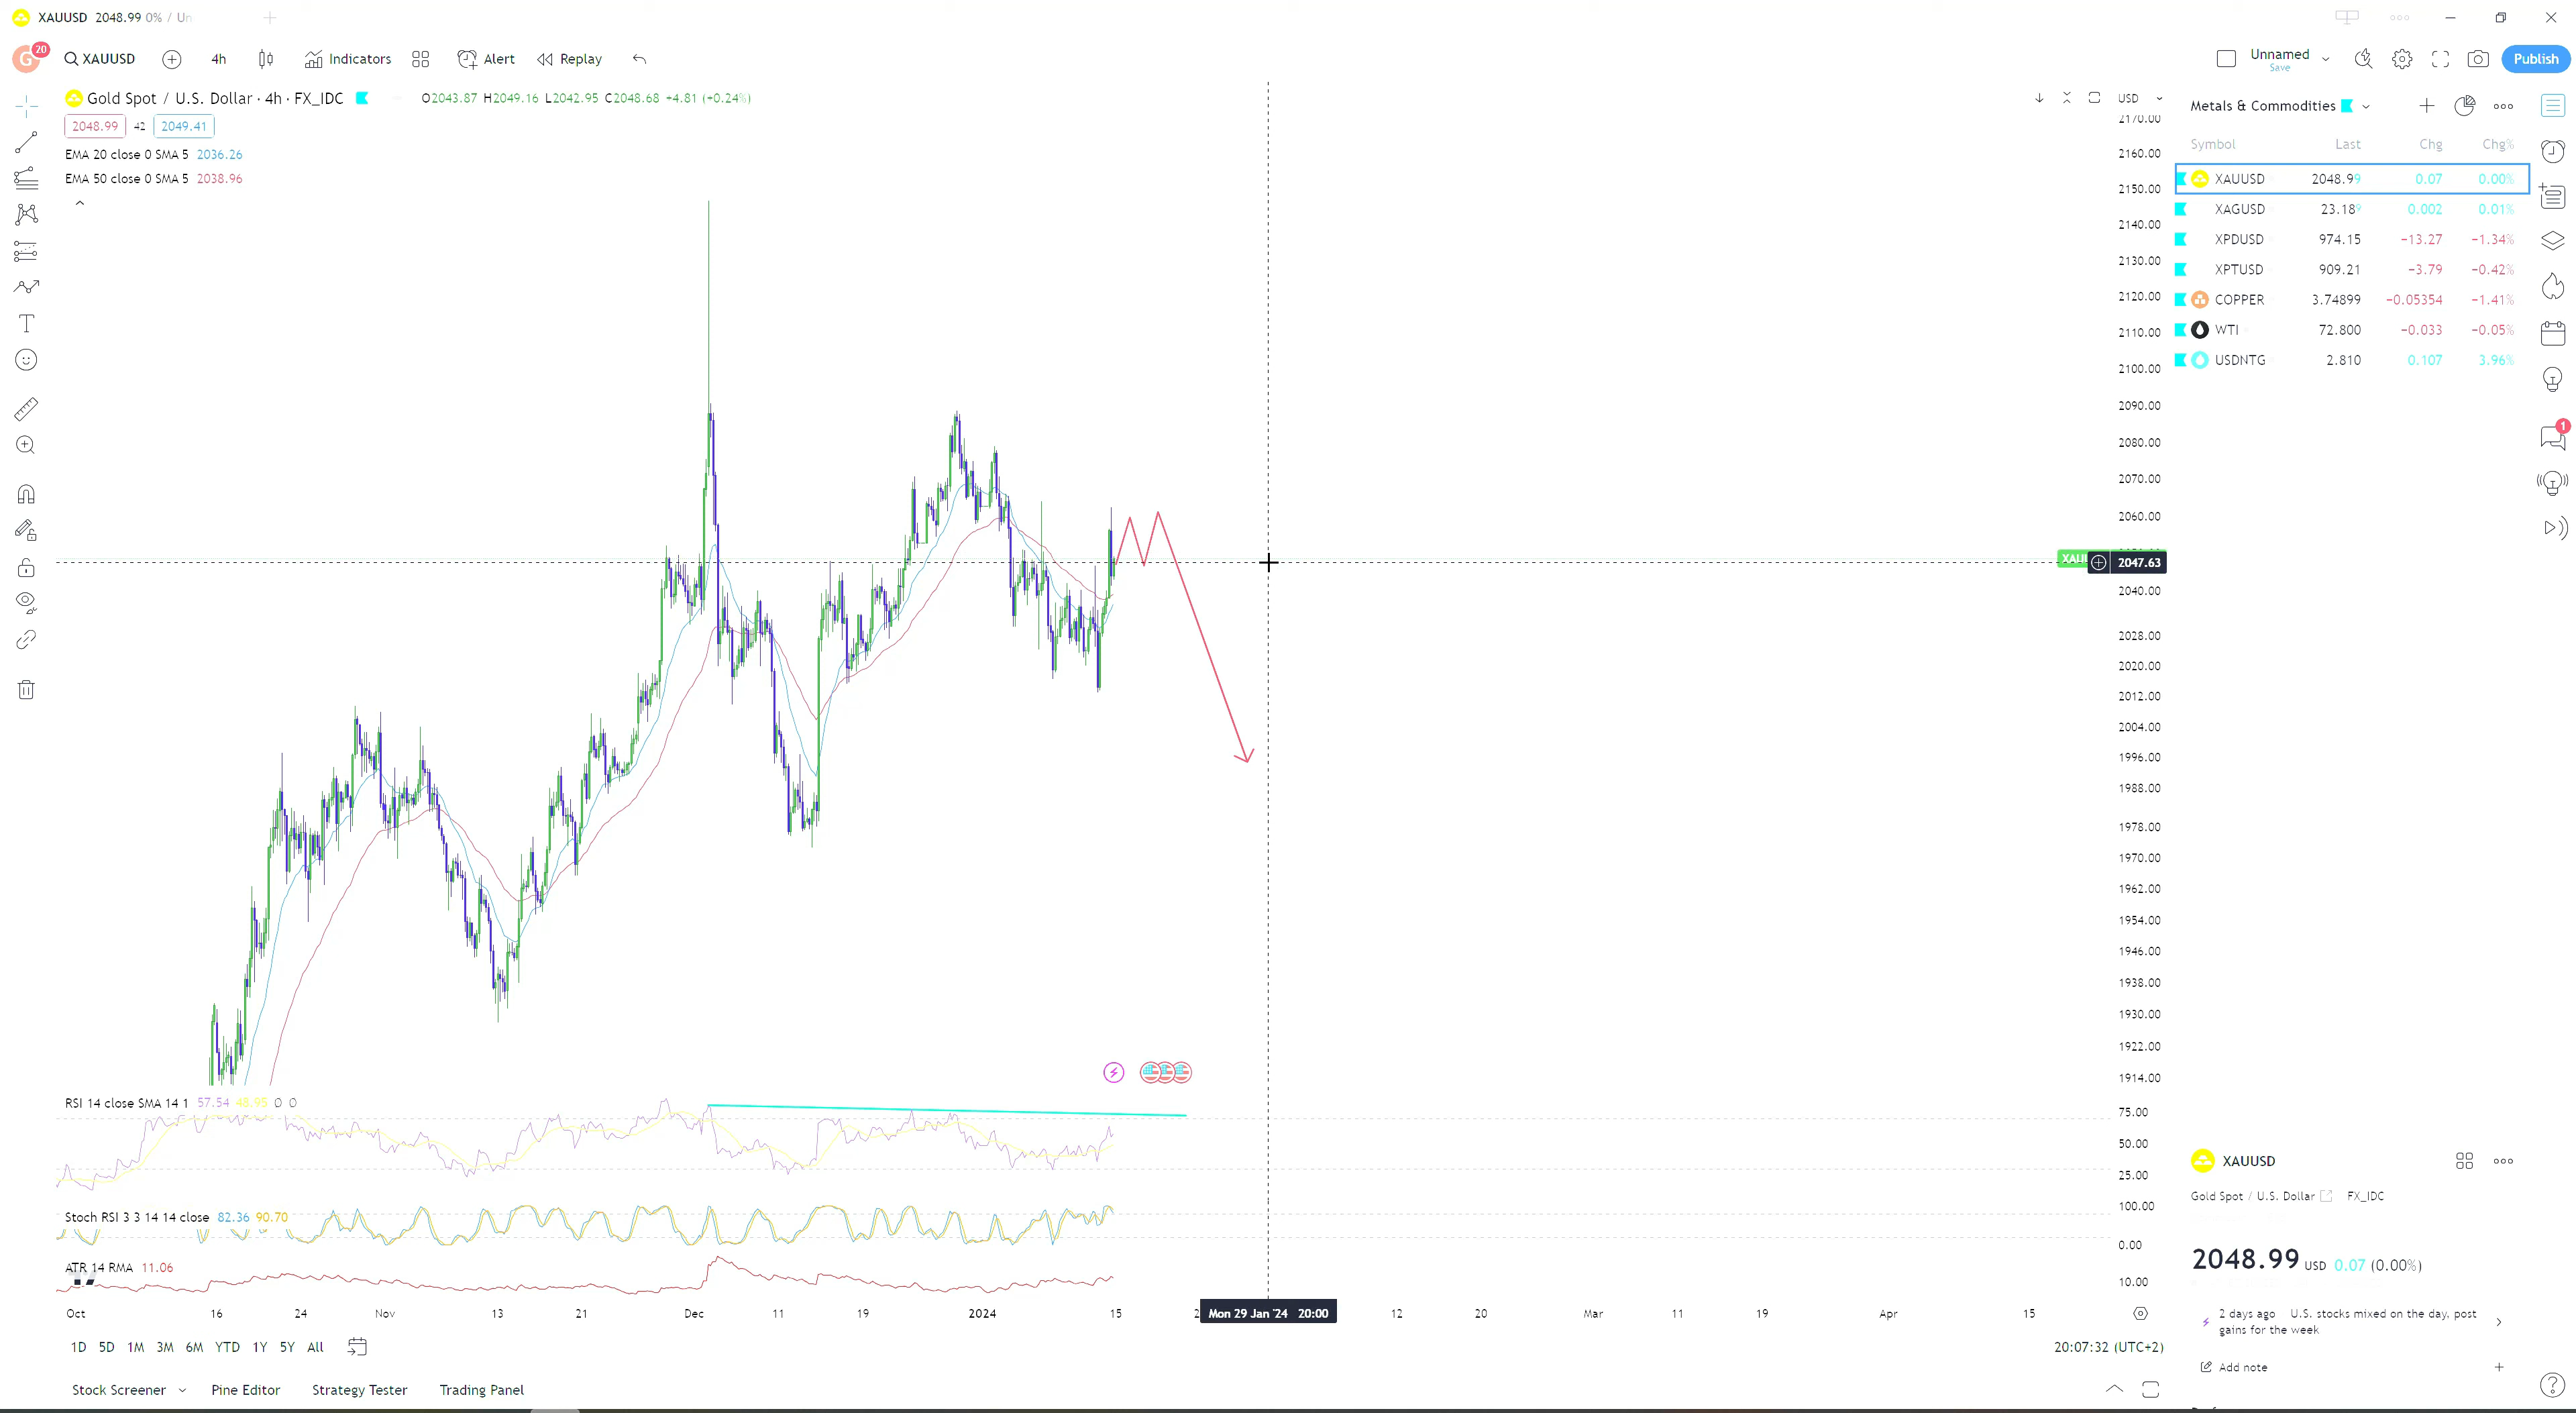 XAUUSD 2048.99 0% / Un
G 20 XAUUSD 4h Indicators Alert Replay Unnamed Save Publish
Gold Spot / U.S. Dollar · 4h · FX_IDC O2043.87 H2049.16 L2042.95 C2048.68 +4.81 (+0.24%)
2048.99 42 2049.41
EMA 20 close 0 SMA 5 2036.26
EMA 50 close 0 SMA 5 2038.96
USD
2170.00
2160.00
2150.00
2140.00
2130.00
2120.00
2110.00
2100.00
2090.00
2080.00
2070.00
2060.00
2047.63
2040.00
2028.00
2020.00
2012.00
2004.00
1996.00
1988.00
1978.00
1970.00
1962.00
1954.00
1946.00
1938.00
1930.00
1922.00
1914.00
RSI 14 close SMA 14 1 57.54 48.95 0 0
75.00
50.00
25.00
Stoch RSI 3 3 14 14 close 82.36 90.70
100.00
0.00
ATR 14 RMA 11.06
10.00
Oct 16 24 Nov 13 21 Dec 11 19 2024 15 Mon 29 Jan '24 20:00 12 20 Mar 11 19 Apr 15
1D 5D 1M 3M 6M YTD 1Y 5Y All 20:07:32 (UTC+2)
Stock Screener Pine Editor Strategy Tester Trading Panel
Metals & Commodities
Symbol Last Chg Chg%
XAUUSD 2048.99 0.07 0.00%
XAGUSD 23.189 0.002 0.01%
XPDUSD 974.15 −13.27 −1.34%
XPTUSD 909.21 −3.79 −0.42%
COPPER 3.74899 −0.05354 −1.41%
WTI 72.800 −0.033 −0.05%
USDNTG 2.810 0.107 3.96%
1
XAUUSD
Gold Spot / U.S. Dollar FX_IDC
2048.99 USD 0.07 (0.00%)
2 days ago U.S. stocks mixed on the day, post
gains for the week
Add note